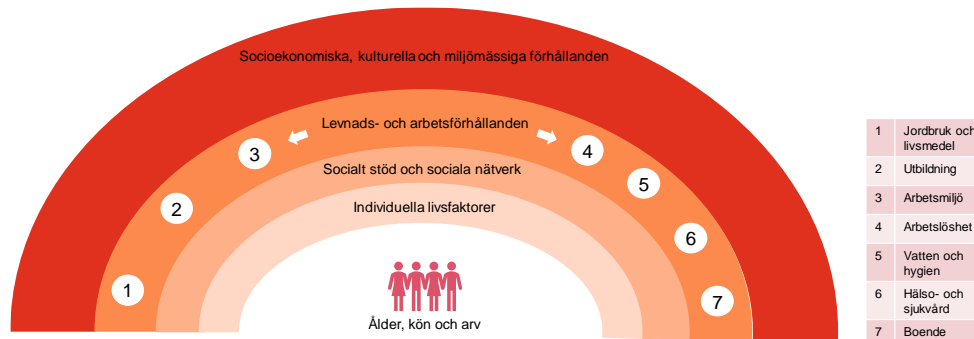 Socioekonomiska, kulturella och miljömässiga förhållanden
Levnads- och arbetsförhållanden
3
4
Socialt stöd och sociala nätverk
5
2
Individuella livsfaktorer
6
1
7
Ålder, kön och arv
1 Jordbruk och
livsmedel
2 Utbildning
3 Arbetsmiljö
4 Arbetslöshet
5 Vatten och
hygien
6 Hälso- och
sjukvård
7 Boende